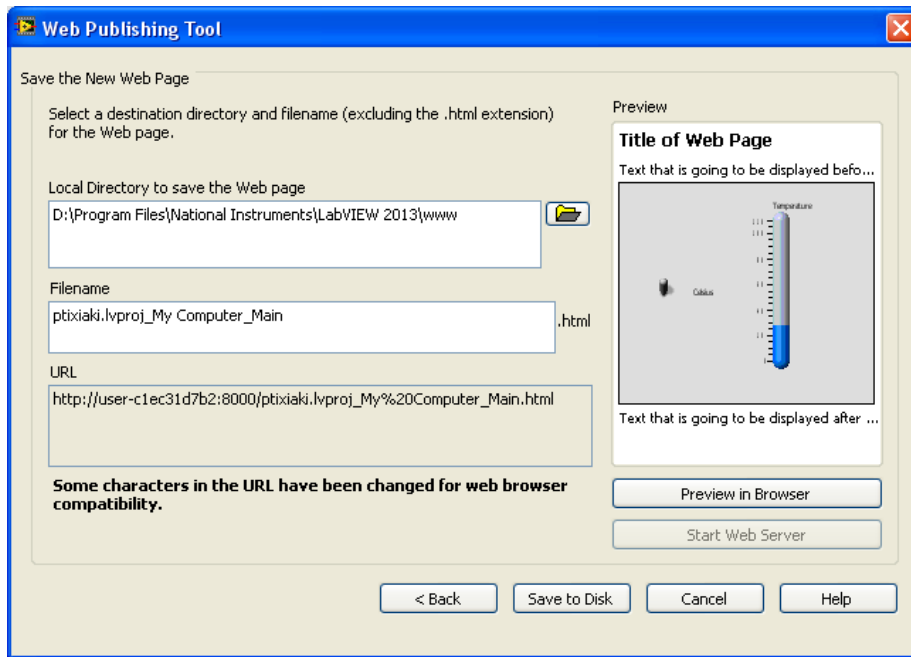 Web Publishing Tool
Save the New Web Page
Select a destination directory and filename (excluding the .html extension)
for the Web page.
Local Directory to save the Web page
D:\Program Files\National Instruments\LabVIEW 2013\www
Filename
ptixiaki.lvproj_My Computer_Main
.html
URL
http://user-c1ec31d7b2:8000/ptixiaki.lvproj_My%20Computer_Main.html
Some characters in the URL have been changed for web browser
compatibility.
Preview
Title of Web Page
Text that is going to be displayed befo...
Temperature
Celsius
Text that is going to be displayed after ...
Preview in Browser
Start Web Server
< Back
Save to Disk
Cancel
Help